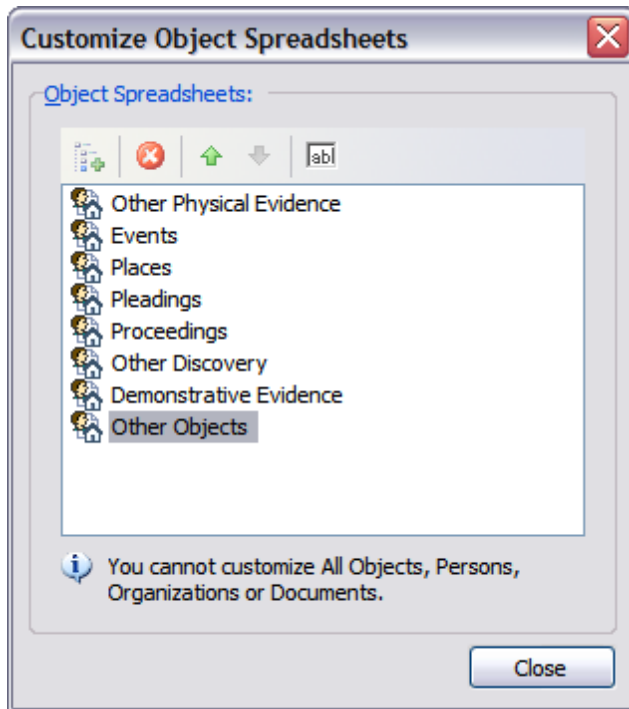 Customize Object Spreadsheets
Object Spreadsheets:
abl
Other Physical Evidence
Events
Places
Pleadings
Proceedings
Other Discovery
Demonstrative Evidence
Other Objects
You cannot customize All Objects, Persons,
Organizations or Documents.
Close